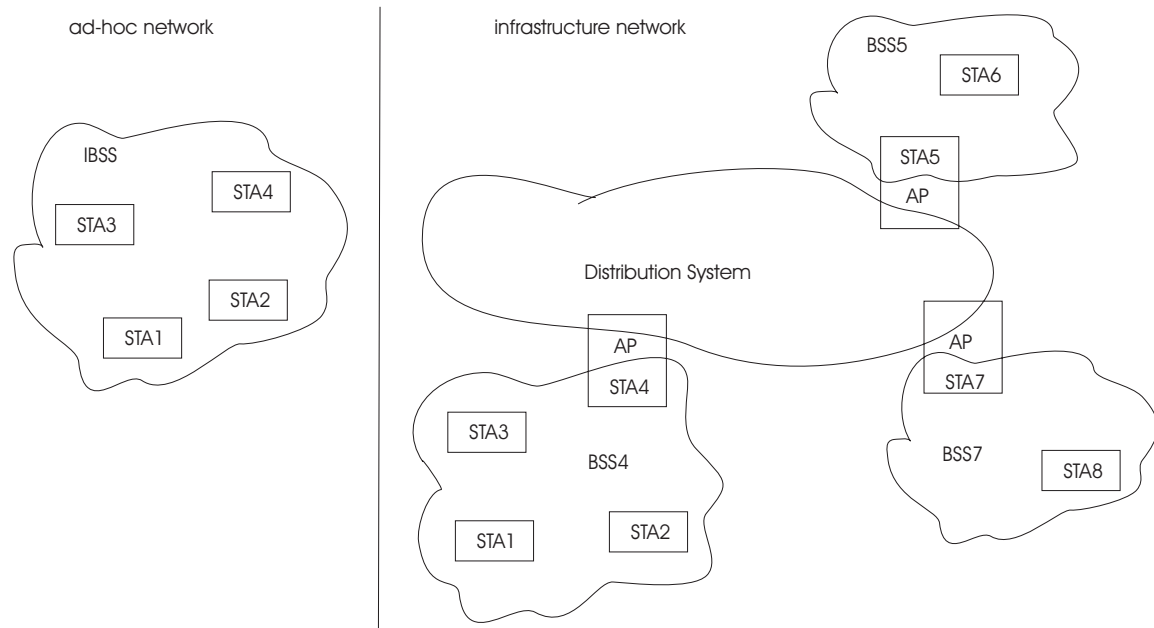 ad-hoc network
IBSS
STA4
STA3
STA2
STA1
infrastructure network
BSS5
STA6
STA5
AP
Distribution System
AP
STA4
STA3
BSS4
STA1
STA2
AP
STA7
BSS7
STA8